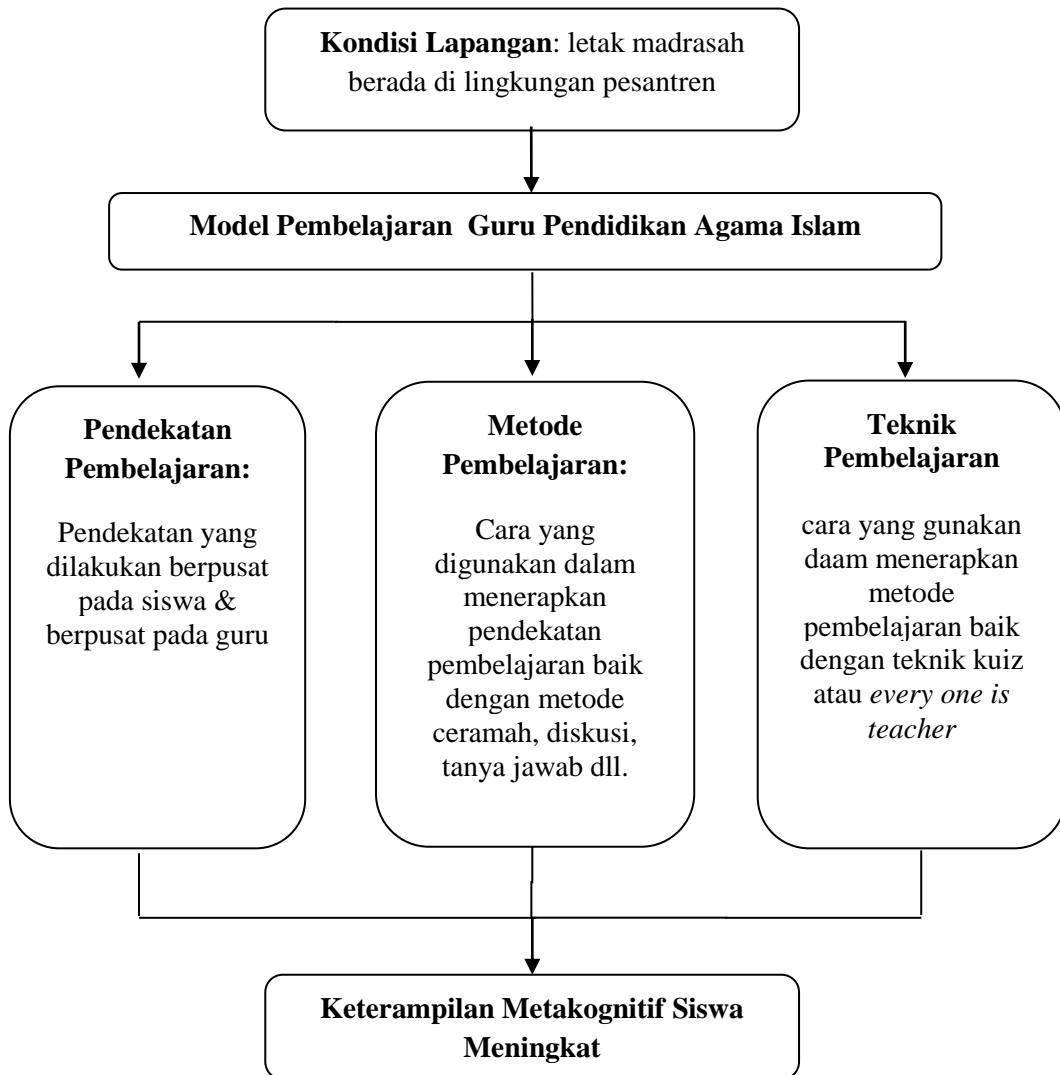 Kondisi Lapangan: letak madrasah
berada di lingkungan pesantren
Model Pembelajaran Guru Pendidikan Agama Islam
Pendekatan
Pembelajaran:
Pendekatan yang
dilakukan berpusat
pada siswa &
berpusat pada guru
Metode
Pembelajaran:
Cara yang
digunakan dalam
menerapkan
pendekatan
pembelajaran baik
dengan metode
ceramah, diskusi,
tanya jawab dll.
Teknik
Pembelajaran
cara yang gunakan
daam menerapkan
metode
pembelajaran baik
dengan teknik kuiz
atau every one is
teacher
Keterampilan Metakognitif Siswa
Meningkat